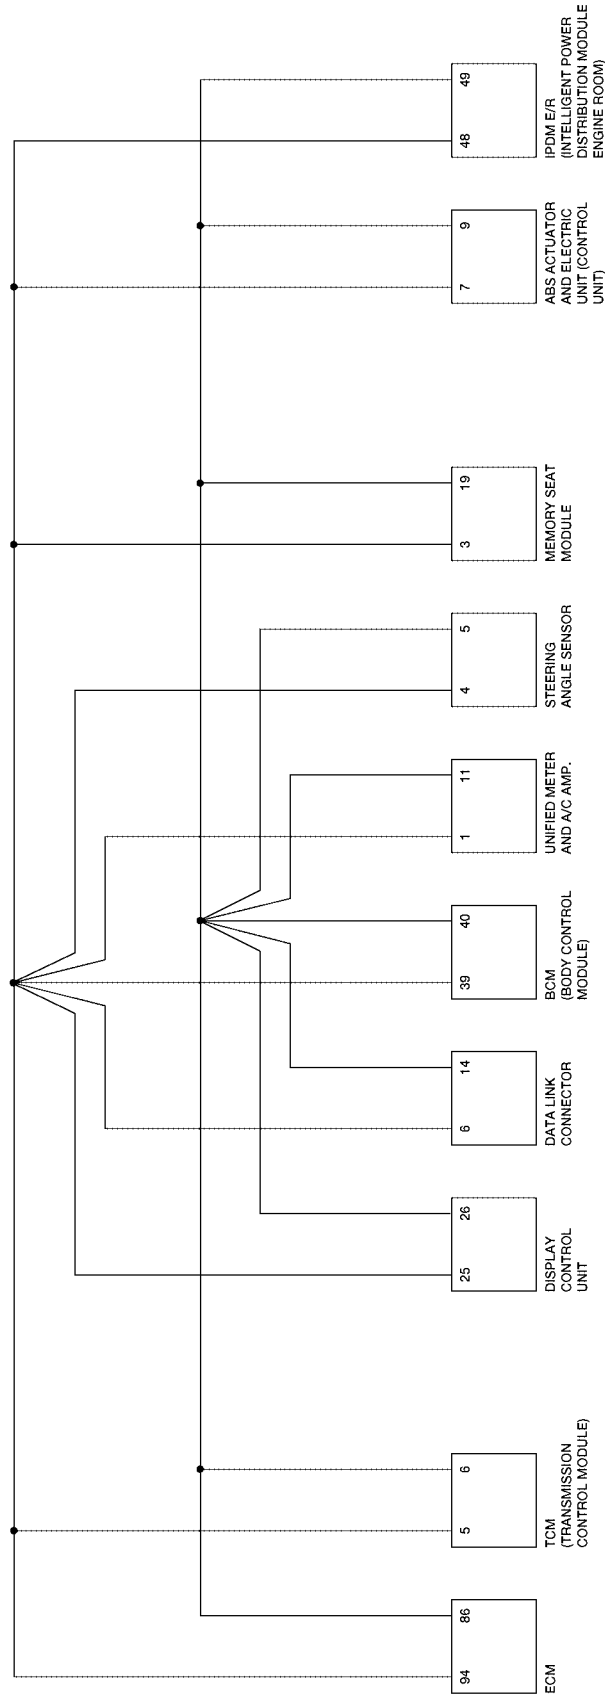 94
86
ECM
5
6
TCM
(TRANSMISSION
CONTROL MODULE)
25
26
DISPLAY
CONTROL
UNIT
6
14
DATA LINK
CONNECTOR
39
40
BCM
(BODY CONTROL
MODULE)
1
11
UNIFIED METER
AND A/C AMP.
4
5
STEERING
ANGLE SENSOR
3
19
MEMORY SEAT
MODULE
7
9
ABS ACTUATOR
AND ELECTRIC
UNIT (CONTROL
UNIT)
48
49
IPDM E/R
(INTELLIGENT POWER
DISTRIBUTION MODULE
ENGINE ROOM)